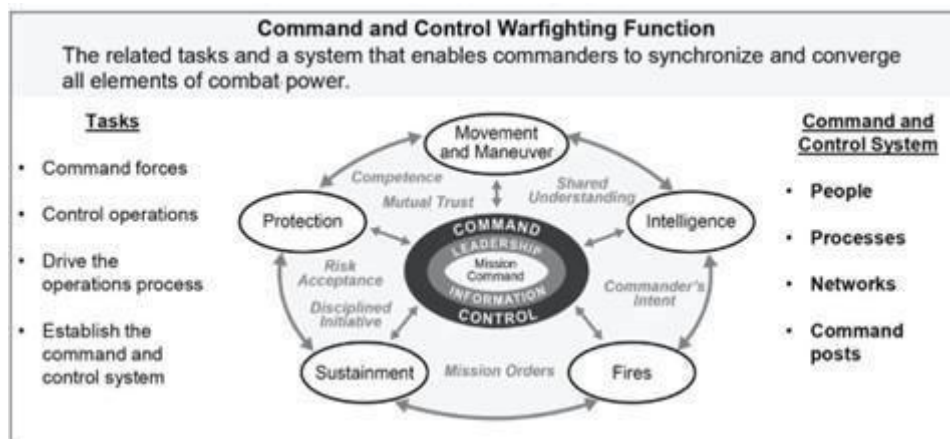 Command and Control Warfighting Function
The related tasks and a system that enables commanders to synchronize and converge
all elements of combat power.
Tasks
• Command forces
• Control operations
• Drive the
operations process
• Establish the
command and
control system
Movement
and Maneuver
Competence
Mutual Trust
Shared
Understanding
Protection
Intelligence
COMMAND
LEADERSHIP
Mission
Command
INFORMATION
CONTROL
Risk
Acceptance
Disciplined
Initiative
Commander's
Intent
Sustainment
Mission Orders
Fires
Command and
Control System
• People
• Processes
• Networks
• Command
posts